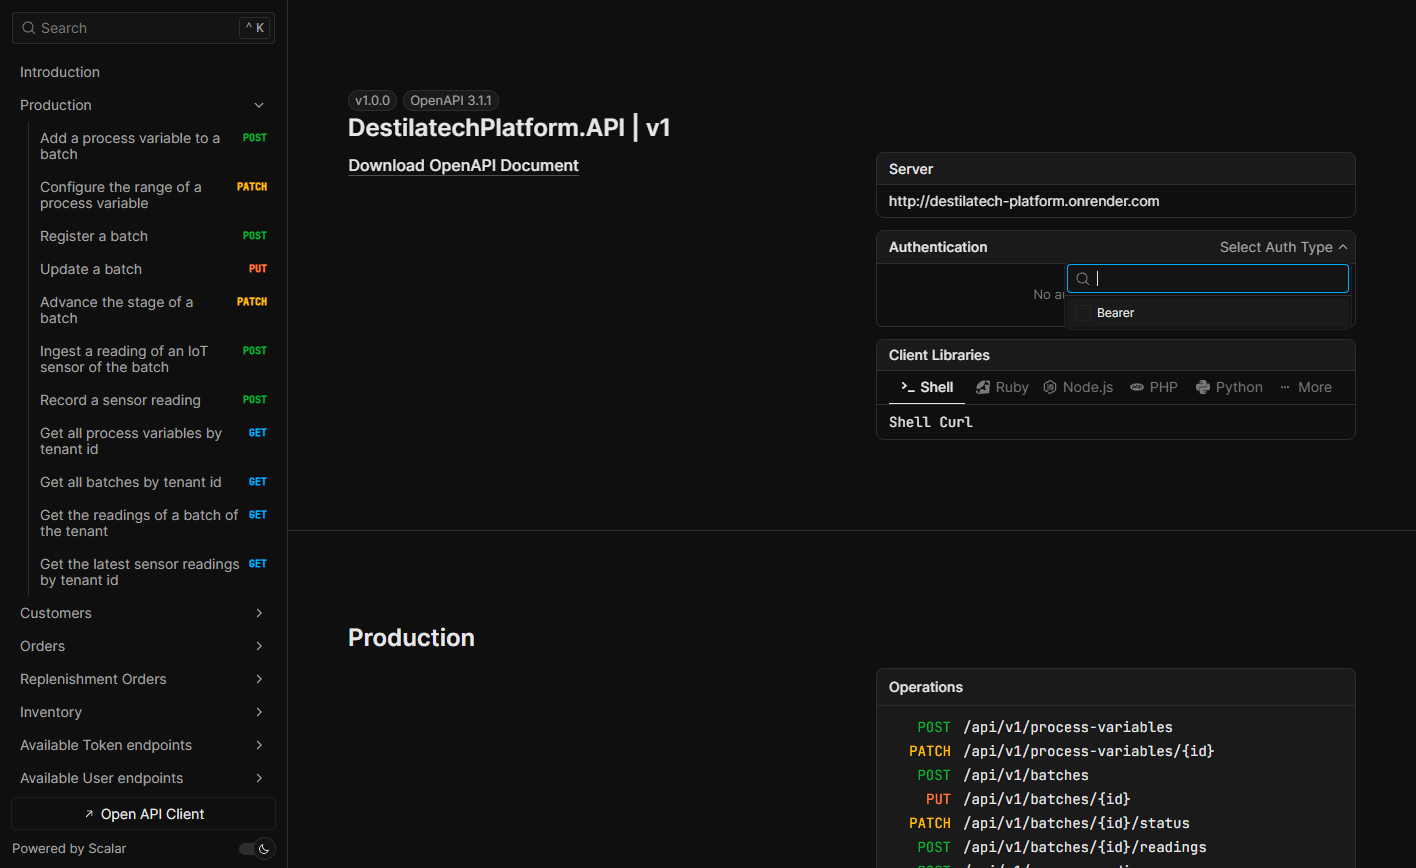 Search
^ K
Introduction
Production
Add a process variable to a
batch
POST
Configure the range of a
process variable
PATCH
Register a batch
POST
Update a batch
PUT
Advance the stage of a
batch
PATCH
Ingest a reading of an IoT
sensor of the batch
POST
Record a sensor reading
POST
Get all process variables by
tenant id
GET
Get all batches by tenant id
GET
Get the readings of a batch of
the tenant
GET
Get the latest sensor readings
by tenant id
GET
Customers
Orders
Replenishment Orders
Inventory
Available Token endpoints
Available User endpoints
Open API Client
Powered by Scalar
v1.0.0
OpenAPI 3.1.1
DestilatechPlatform.API | v1
Download OpenAPI Document
Server
http://destilatech-platform.onrender.com
Authentication
Select Auth Type
No
Bearer
Client Libraries
Shell
Ruby
Node.js
PHP
Python
More
Shell Curl
Production
Operations
POST /api/v1/process-variables
PATCH /api/v1/process-variables/{id}
POST /api/v1/batches
PUT /api/v1/batches/{id}
PATCH /api/v1/batches/{id}/status
POST /api/v1/batches/{id}/readings